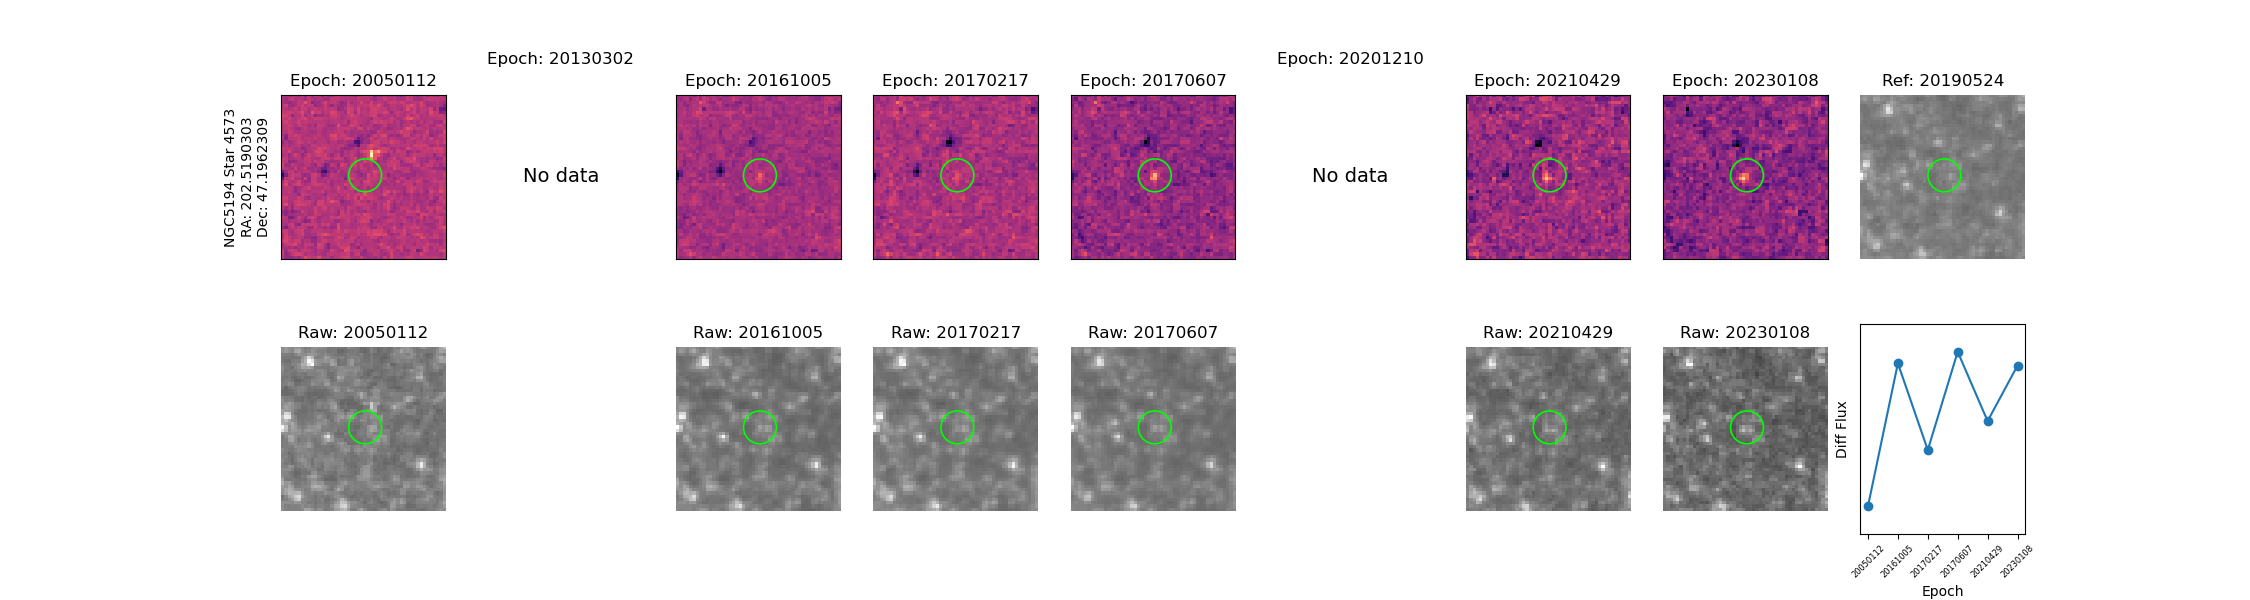 NGC5194 Star 4573
RA: 202.5190303
Dec: 47.1962309
Epoch: 20050112
Epoch: 20130302
No data
Epoch: 20161005
Epoch: 20170217
Epoch: 20170607
Epoch: 20201210
No data
Epoch: 20210429
Epoch: 20230108
Ref: 20190524
Raw: 20050112
Raw: 20161005
Raw: 20170217
Raw: 20170607
Raw: 20210429
Raw: 20230108
Diff Flux
20050112
20161005
20170217
20170607
20210429
20230108
Epoch